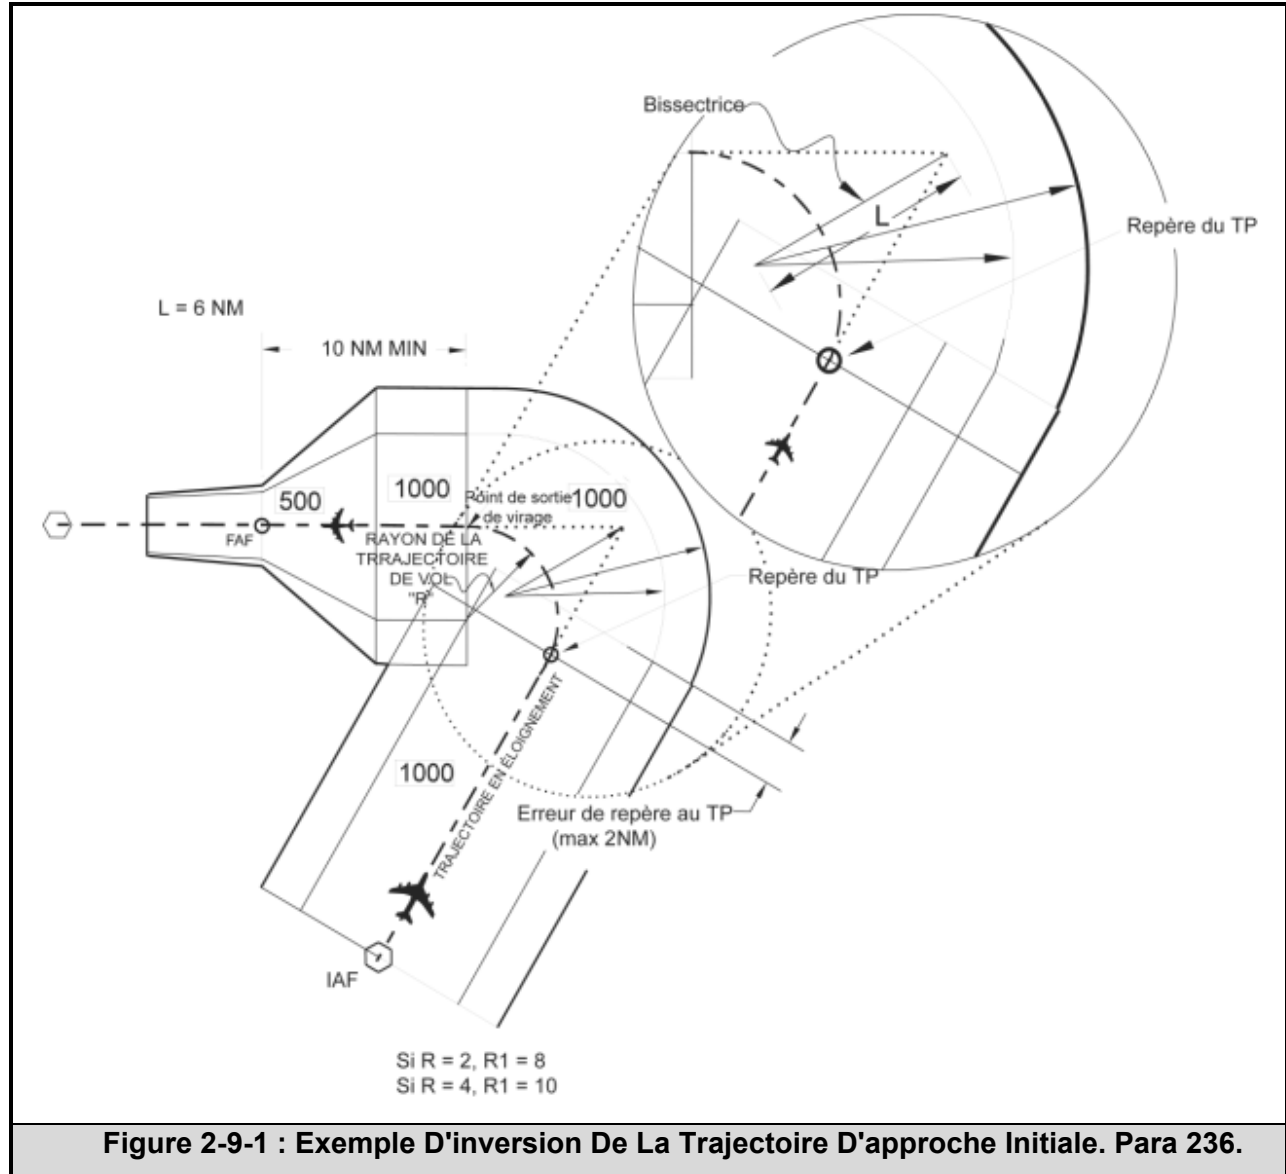 Bissectrice
L
Repère du TP
L = 6 NM
10 NM MIN
500
1000
Point de sortie
de virage
1000
FAF
RAYON DE LA
TRRAJECTOIRE
DE VOL
"R"
Repère du TP
TRAJECTOIRE EN ÉLOIGNEMENT
1000
Erreur de repère au TP
(max 2NM)
IAF
Si R = 2, R1 = 8
Si R = 4, R1 = 10
Figure 2-9-1 : Exemple D'inversion De La Trajectoire D'approche Initiale. Para 236.